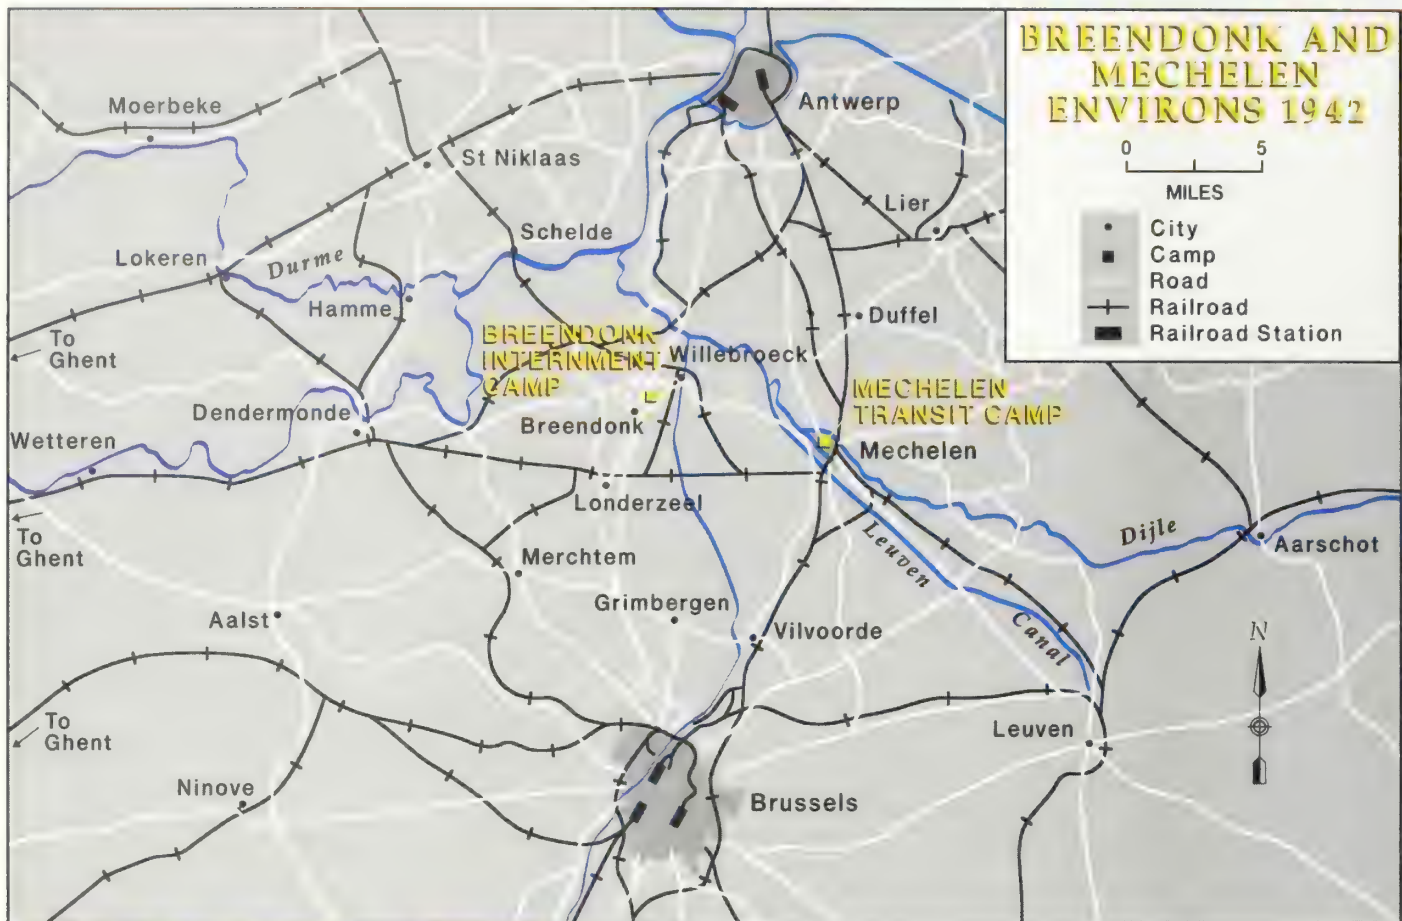 BREENDONK AND
MECHELEN
ENVIRONS 1942
0 5
MILES
City
Camp
Road
Railroad
Railroad Station
Moerbeke
Antwerp
St Niklaas
Lier
Schelde
Lokeren
Durme
Hamme
Duffel
To
Ghent
BREENDONK
INTERNMENT
CAMP
Willebroeck
MECHELEN
TRANSIT CAMP
Dendermonde
Breendonk
Wetteren
Mechelen
Londerzeel
To
Ghent
Leuven
Canal
Dijle
Aarschot
Merchtem
Grimbergen
Aalst
Vilvoorde
N
To
Ghent
Leuven
Ninove
Brussels